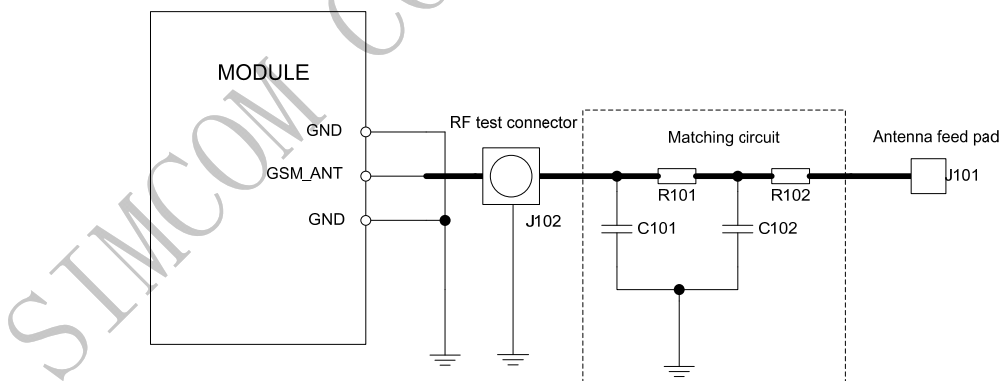 MODULE
GND
GSM_ANT
GND
RF test connector
J102
Matching circuit
R101
R102
C101
C102
Antenna feed pad
J101
SIMCOM